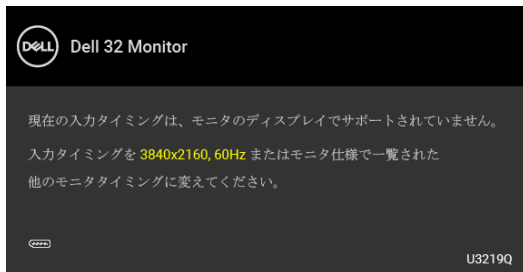 DELL
Dell 32 Monitor
現在の入力タイミングは、モニタのディスプレイでサポートされていません。
入力タイミングを 3840x2160, 60Hz またはモニタ仕様で一覧された
他のモニタタイミングに変えてください。
U3219Q